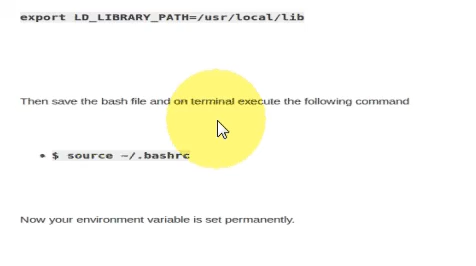 export LD_LIBRARY_PATH=/usr/local/lib
Then save the bash file and on terminal execute the following command
• $ source ~/.bashrc
Now your environment variable is set permanently.